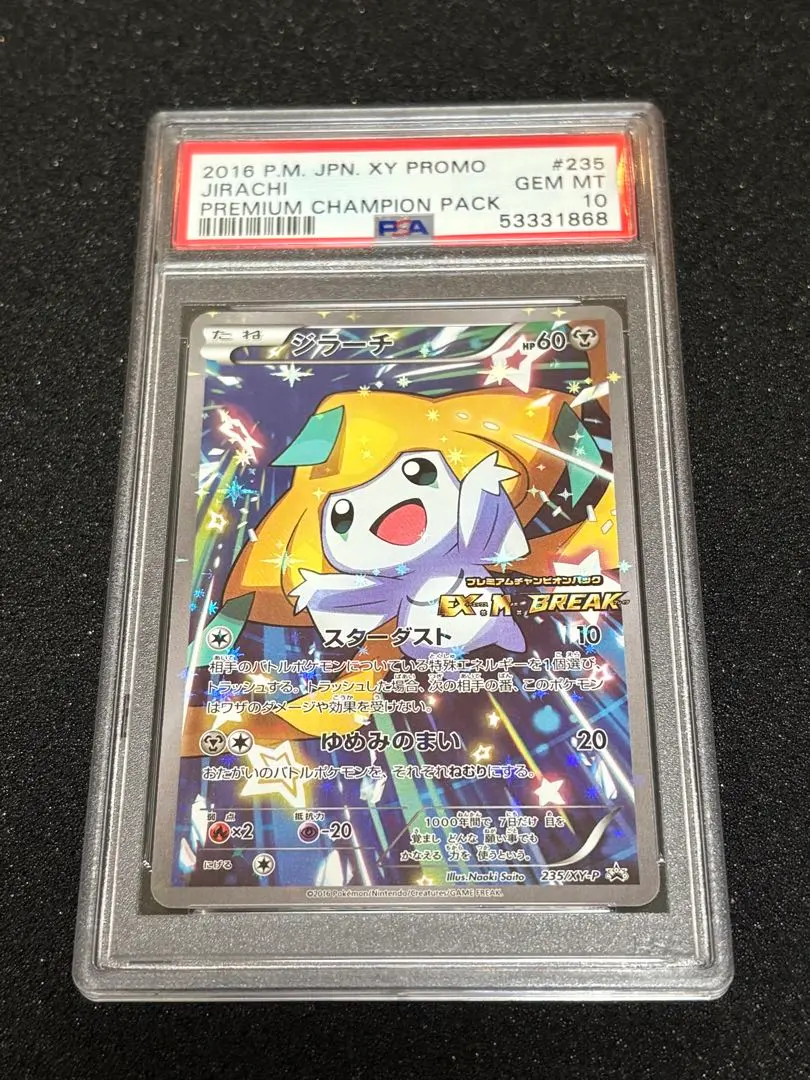 2016 P.M. JPN. XY PROMO #235
JIRACHI GEM MT
PREMIUM CHAMPION PACK 10
PSA 53331868
たね ジラーチ HP60
プレミアムチャンピオンパック
EX×M×BREAK
スターダスト 10
相手のバトルポケモンについている特殊エネルギーを1個選び、
トラッシュする。トラッシュした場合、次の相手の番、このポケモン
はワザのダメージや効果を受けない。
ゆめみのまい 20
おたがいのバトルポケモンを、それぞれねむりにする。
弱点 抵抗力
×2 -20
にげる
1000年間で 7日だけ 目を
覚まし どんな 願い事でも
かなえる 力を 使うという。
Illus. Naoki Saito 235/XY-P
©2016 Pokémon/Nintendo/Creatures/GAME FREAK.